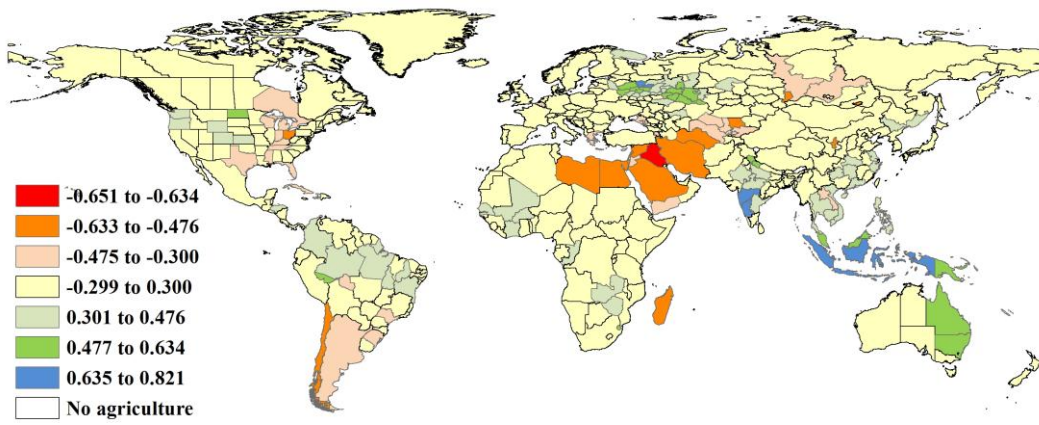 -0.651 to -0.634
-0.633 to -0.476
-0.475 to -0.300
-0.299 to 0.300
0.301 to 0.476
0.477 to 0.634
0.635 to 0.821
No agriculture